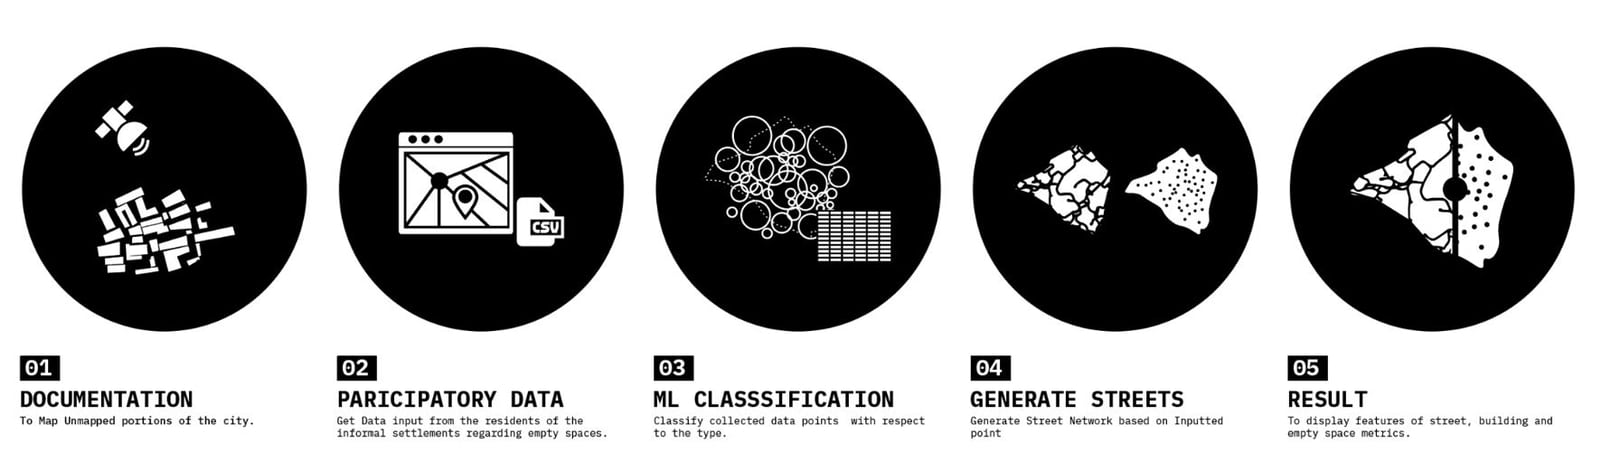 CSV
01
DOCUMENTATION
To Map Unmapped portions of the city.
02
PARICIPATORY DATA
Get Data input from the residents of the
informal settlements regarding empty spaces.
03
ML CLASSSIFICATION
Classify collected data points with respect
to the type.
04
GENERATE STREETS
Generate Street Network based on Inputted
point
05
RESULT
To display features of street, building and
empty space metrics.